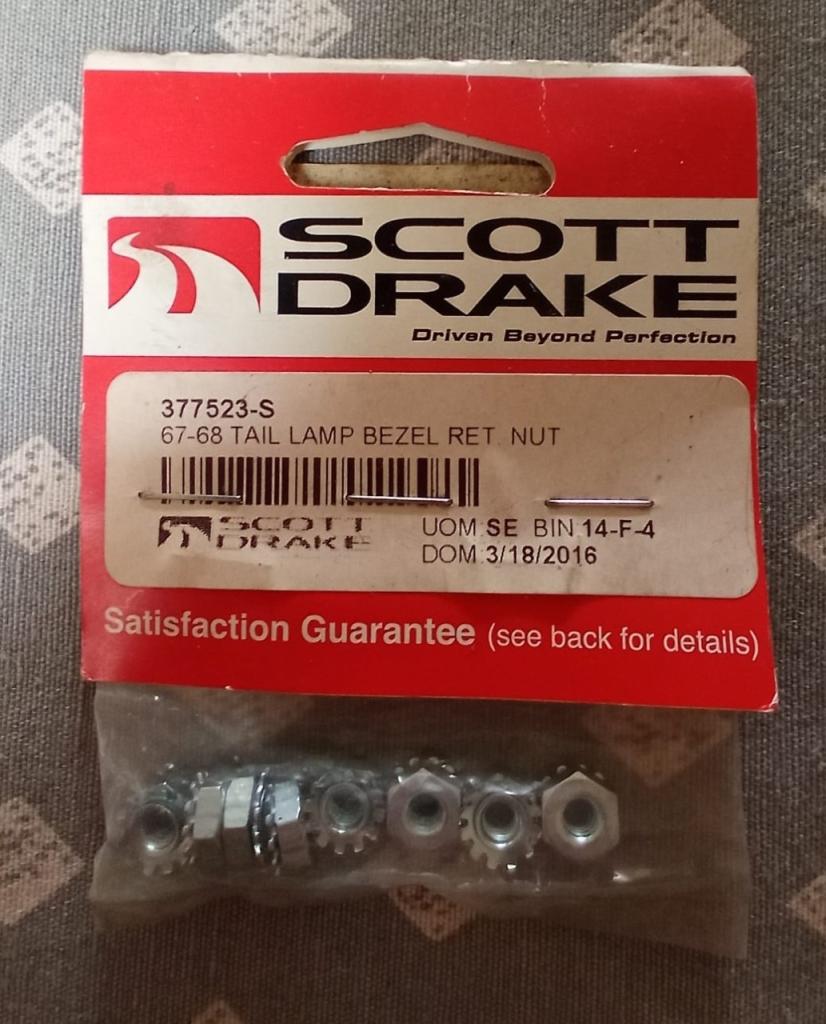 SCOTT
DRAKE
Driven Beyond Perfection
377523-S
67-68 TAIL LAMP BEZEL RET. NUT
SCOTT
DRAKE
UOM:SE BIN:14-F-4
DOM:3/18/2016
Satisfaction Guarantee (see back for details)